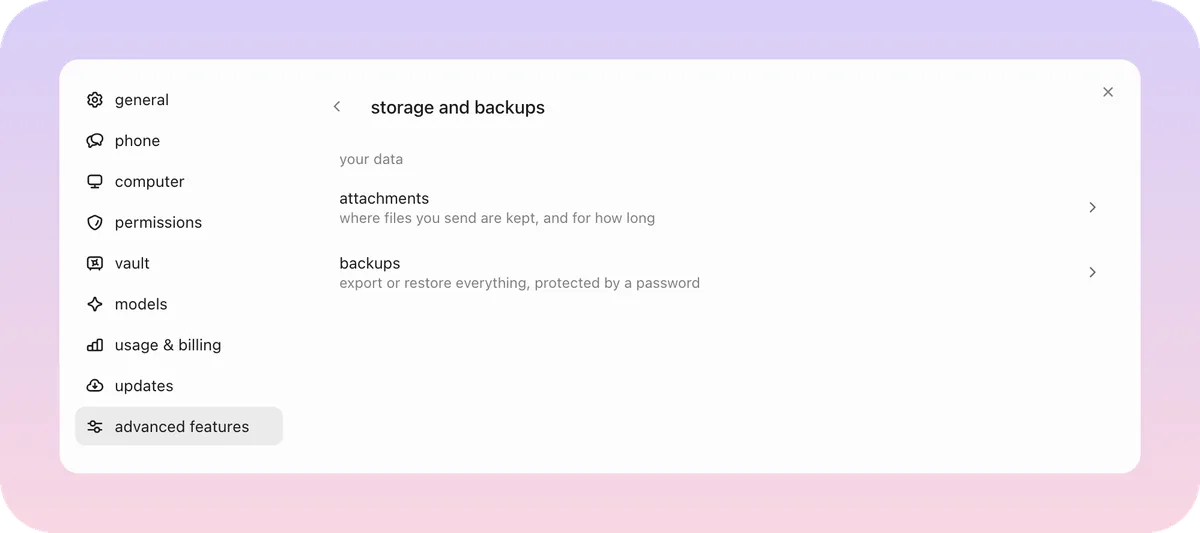 general
phone
computer
permissions
vault
models
usage & billing
updates
advanced features
storage and backups
your data
attachments
where files you send are kept, and for how long
backups
export or restore everything, protected by a password